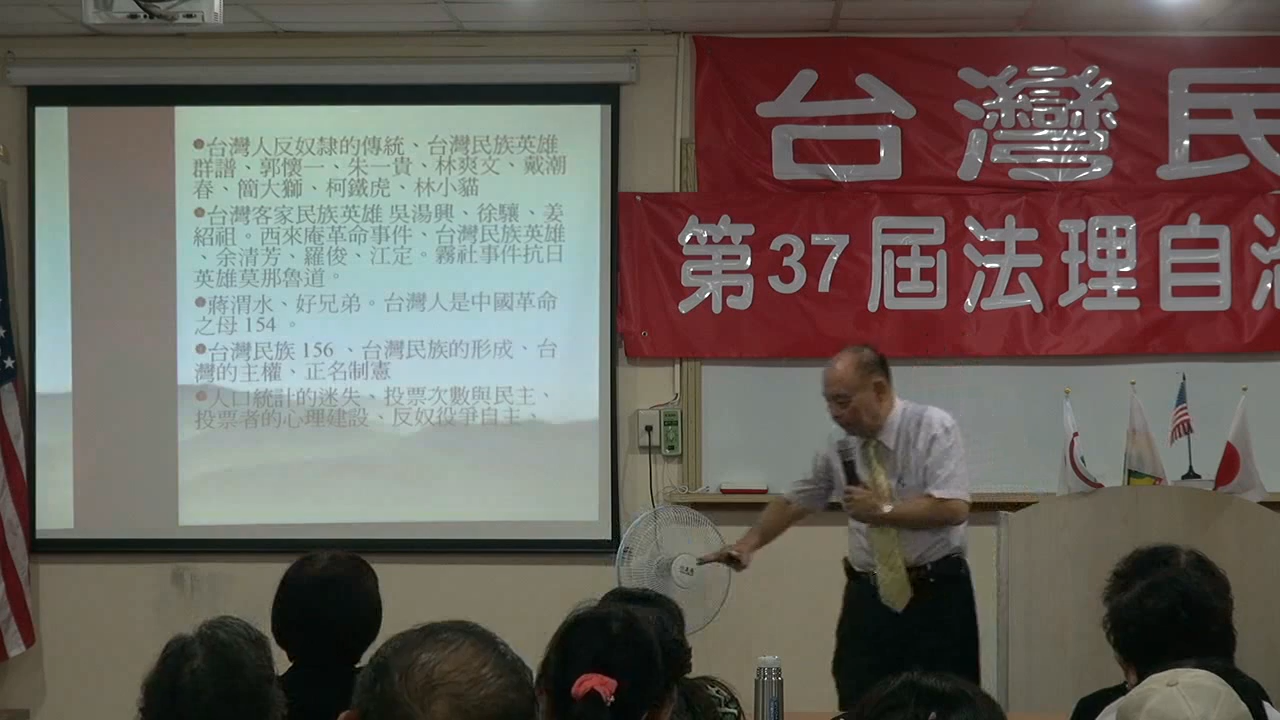 ●台灣人反奴隸的傳統、台灣民族英雄
群譜、郭懷一、朱一貴、林爽文、戴潮
春、簡大獅、柯鐵虎、林小貓
●台灣客家民族英雄 吳湯興、徐驤、姜
紹祖。西來庵革命事件、台灣民族英雄
、余清芳、羅俊、江定。霧社事件抗日
英雄莫那魯道。
●蔣渭水、好兄弟。台灣人是中國革命
之母 154 。
●台灣民族 156 、台灣民族的形成、台
灣的主權、正名制憲
●人口統計的迷失、投票次數與民主、
投票者的心理建設、反奴役爭自主、
台灣民
第37屆法理自治